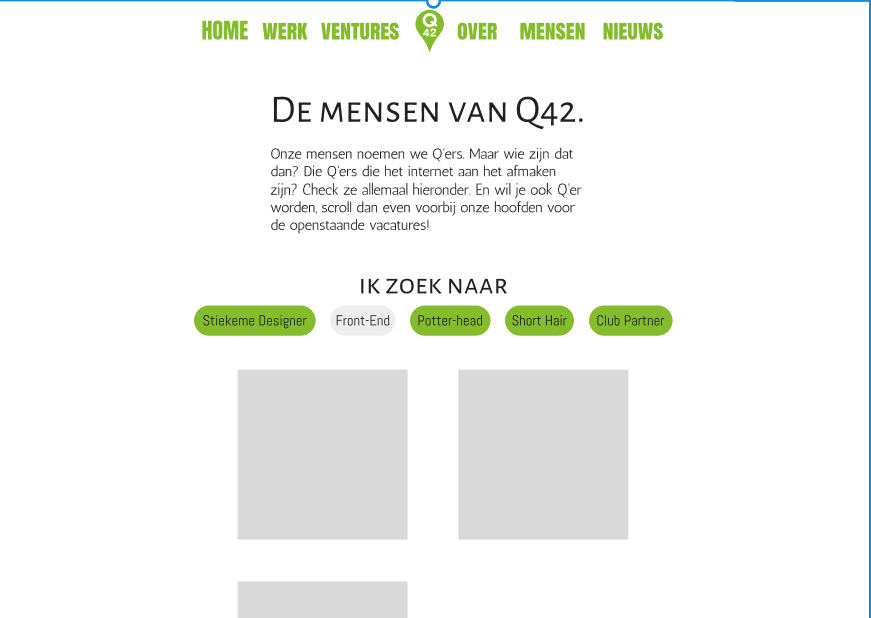 HOME WERK VENTURES Q 42 OVER MENSEN NIEUWS
De mensen van Q42.
Onze mensen noemen we Q'ers. Maar wie zijn dat
dan? Die Q'ers die het internet aan het afmaken
zijn? Check ze allemaal hieronder. En wil je ook Q'er
worden, scroll dan even voorbij onze hoofden voor
de openstaande vacatures!
ik zoek naar
Stiekeme Designer Front-End Potter-head Short Hair Club Partner